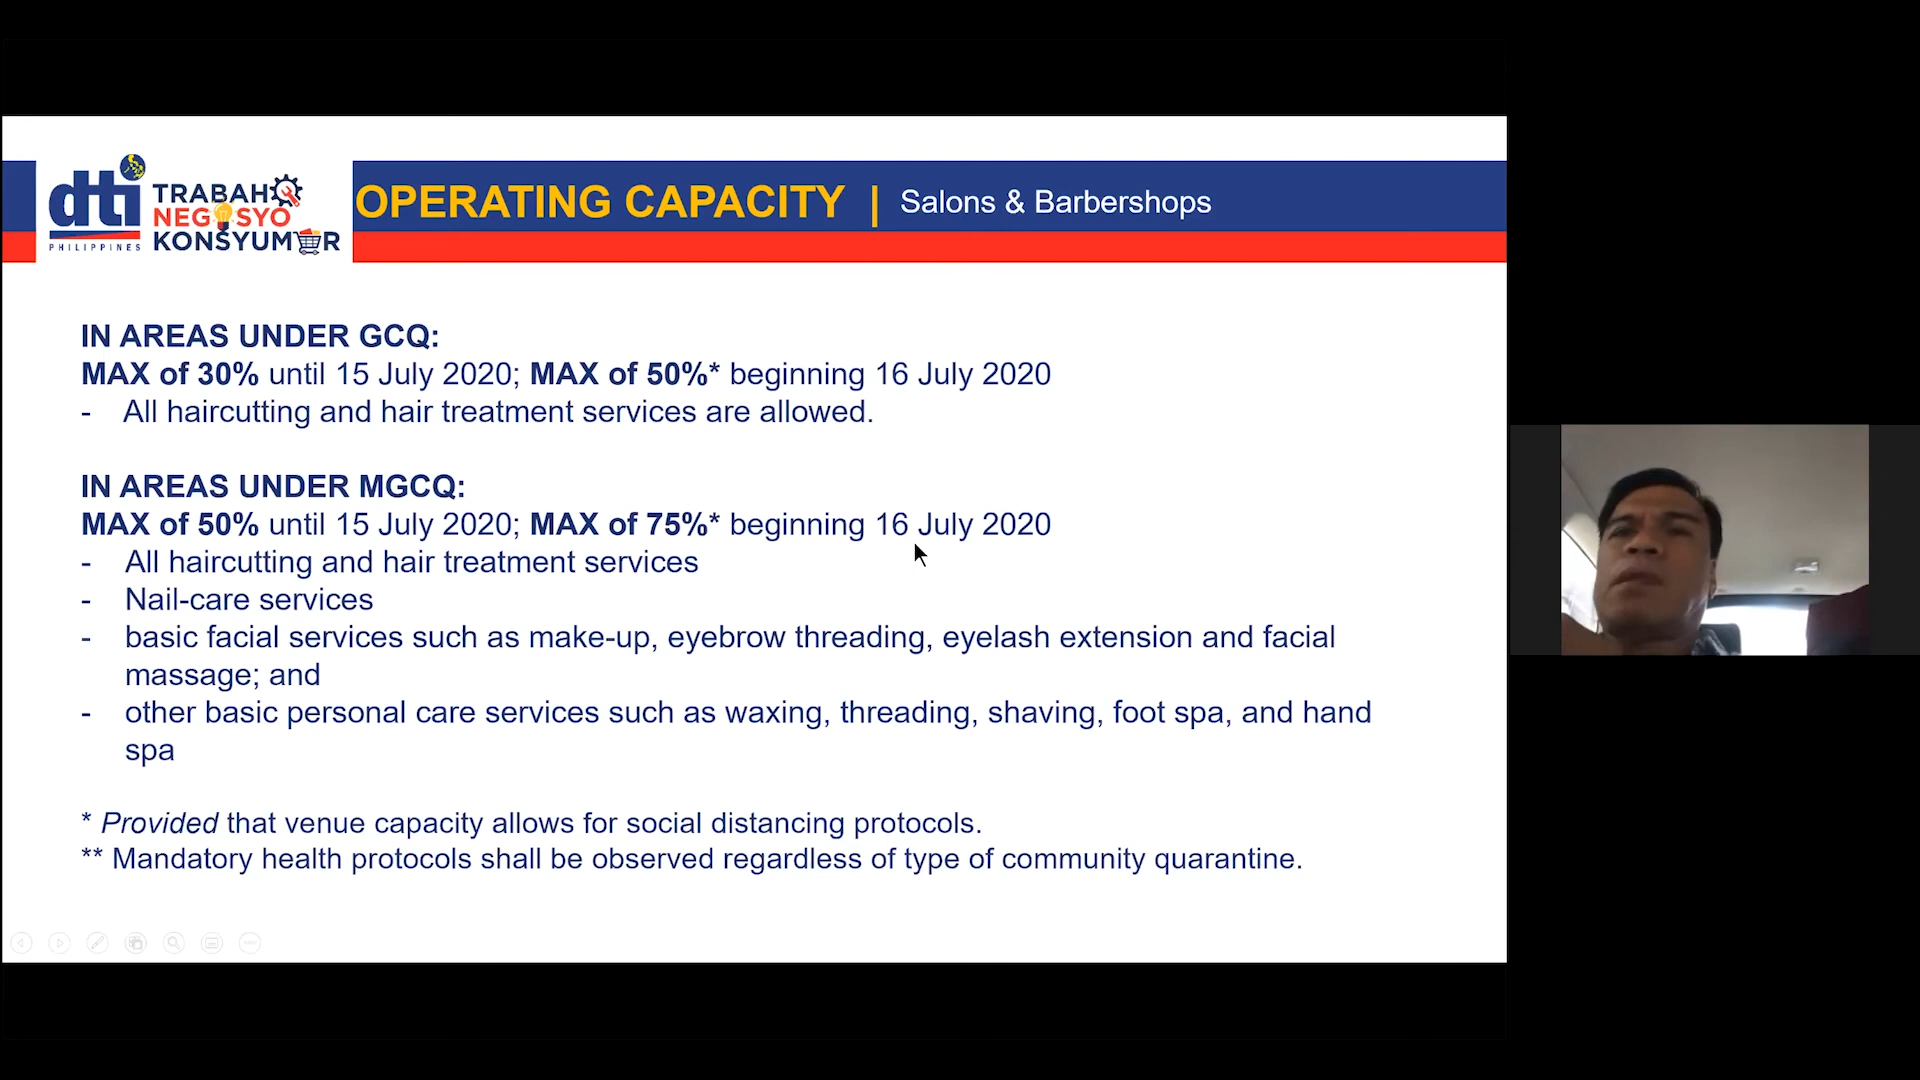 dti
PHILIPPINES
TRABAHO
NEGOSYO
KONSYUMER
OPERATING CAPACITY | Salons & Barbershops
IN AREAS UNDER GCQ:
MAX of 30% until 15 July 2020; MAX of 50%* beginning 16 July 2020
- All haircutting and hair treatment services are allowed.
IN AREAS UNDER MGCQ:
MAX of 50% until 15 July 2020; MAX of 75%* beginning 16 July 2020
- All haircutting and hair treatment services
- Nail-care services
- basic facial services such as make-up, eyebrow threading, eyelash extension and facial
massage; and
- other basic personal care services such as waxing, threading, shaving, foot spa, and hand
spa
* Provided that venue capacity allows for social distancing protocols.
** Mandatory health protocols shall be observed regardless of type of community quarantine.